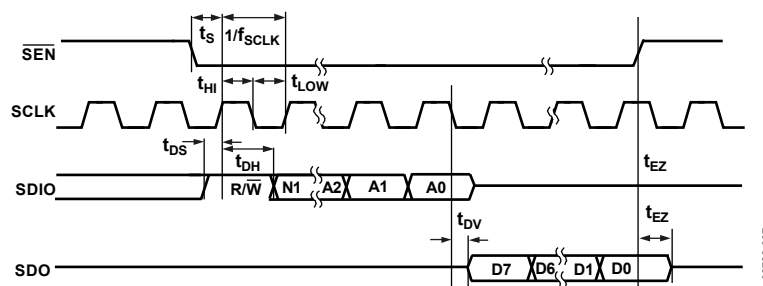 tS 1/fSCLK
SEN
tHI tLOW
SCLK
tDS
tDH tEZ
SDIO R/W N1 A2 A1 A0
tDV tEZ
SDO D7 D6 D1 D0